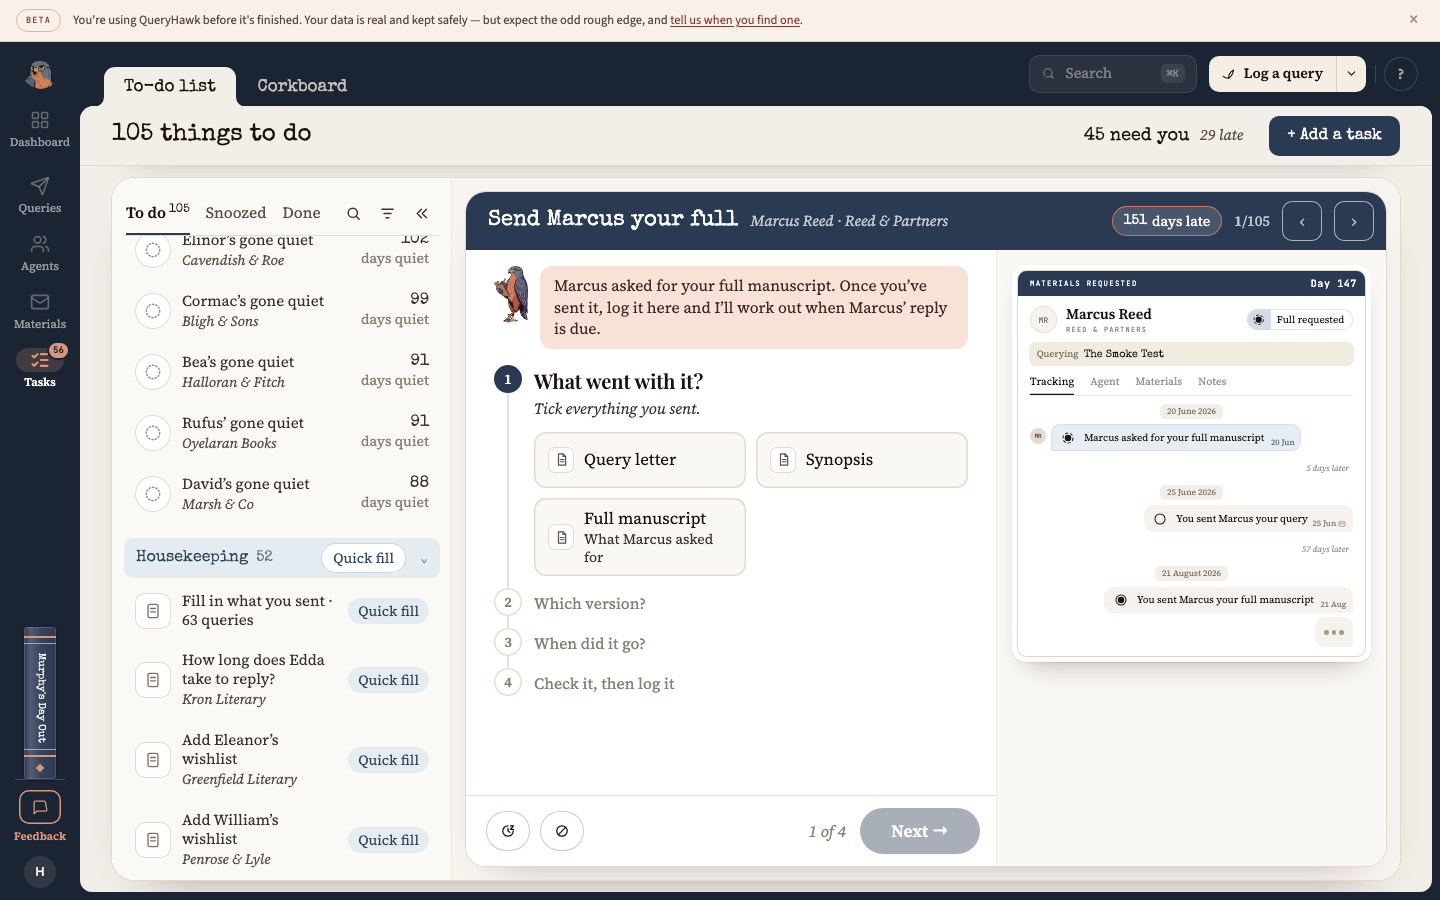 BETA You're using QueryHawk before it's finished. Your data is real and kept safely — but expect the odd rough edge, and tell us when you find one. ×
To-do list
Corkboard
Search ⌘K
Log a query
?
Dashboard
Queries
Agents
Materials
56
Tasks
Murphy's Day Out
Feedback
H
105 things to do
45 need you 29 late
+ Add a task
To do 105 Snoozed Done
Elinor's gone quiet 102
Cavendish & Roe days quiet
Cormac's gone quiet 99
Bligh & Sons days quiet
Bea's gone quiet 91
Halloran & Fitch days quiet
Rufus' gone quiet 91
Oyelaran Books days quiet
David's gone quiet 88
Marsh & Co days quiet
Housekeeping 52 Quick fill
Fill in what you sent ·
63 queries
Quick fill
How long does Edda
take to reply?
Kron Literary
Quick fill
Add Eleanor's
wishlist
Greenfield Literary
Quick fill
Add William's
wishlist
Penrose & Lyle
Quick fill
Send Marcus your full Marcus Reed · Reed & Partners
151 days late 1/105
Marcus asked for your full manuscript. Once you've
sent it, log it here and I'll work out when Marcus' reply
is due.
1 What went with it?
Tick everything you sent.
Query letter
Synopsis
Full manuscript
What Marcus asked
for
2 Which version?
3 When did it go?
4 Check it, then log it
1 of 4
Next →
MATERIALS REQUESTED Day 147
MR Marcus Reed
REED & PARTNERS
Full requested
Querying The Smoke Test
Tracking Agent Materials Notes
20 June 2026
MR Marcus asked for your full manuscript 20 Jun
5 days later
25 June 2026
You sent Marcus your query 25 Jun
57 days later
21 August 2026
You sent Marcus your full manuscript 21 Aug